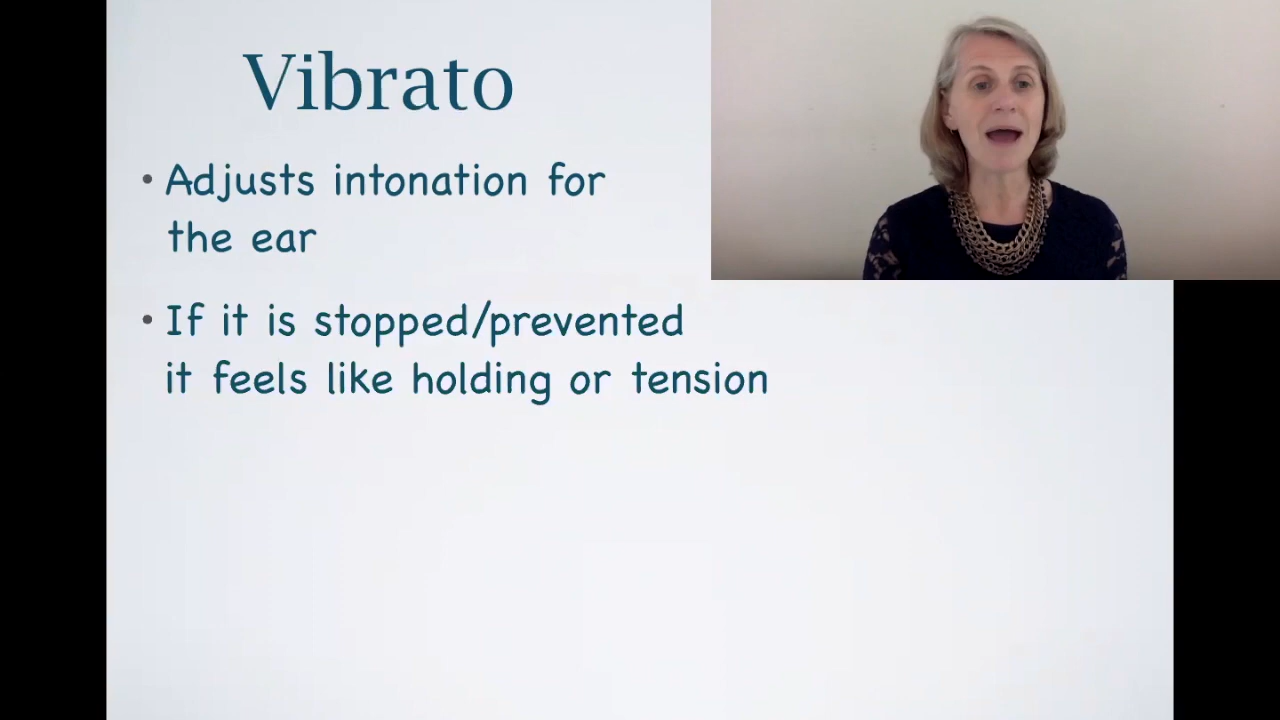 Vibrato
• Adjusts intonation for
the ear
• If it is stopped/prevented
it feels like holding or tension